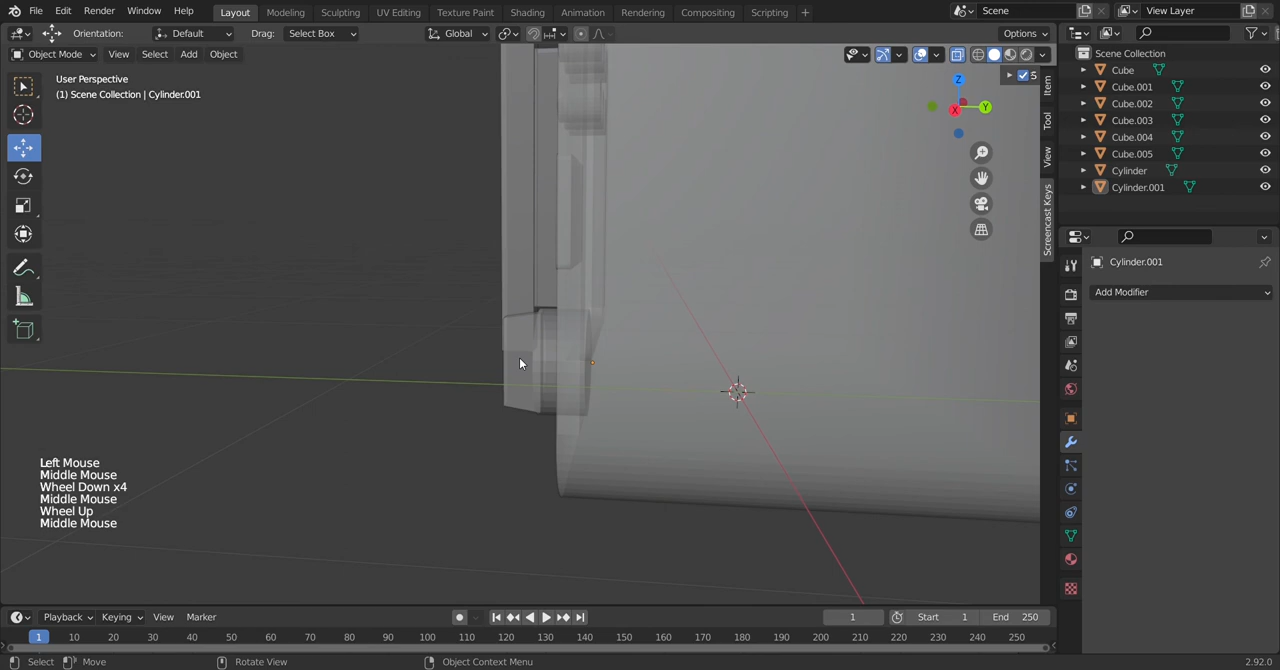 File Edit Render Window Help Layout Modeling Sculpting UV Editing Texture Paint Shading Animation Rendering Compositing Scripting + Scene View Layer
Orientation: Default Drag: Select Box Global Options
Object Mode View Select Add Object
User Perspective
(1) Scene Collection | Cylinder.001
5
Z
Y
X
Item
Tool
View
Screencast Keys
Left Mouse
Middle Mouse
Wheel Down x4
Middle Mouse
Wheel Up
Middle Mouse
Scene Collection
Cube
Cube.001
Cube.002
Cube.003
Cube.004
Cube.005
Cylinder
Cylinder.001
Cylinder.001
Add Modifier
Playback Keying View Marker 1 Start 1 End 250
1 10 20 30 40 50 60 70 80 90 100 110 120 130 140 150 160 170 180 190 200 210 220 230 240 250
Select Move Rotate View Object Context Menu 2.92.0